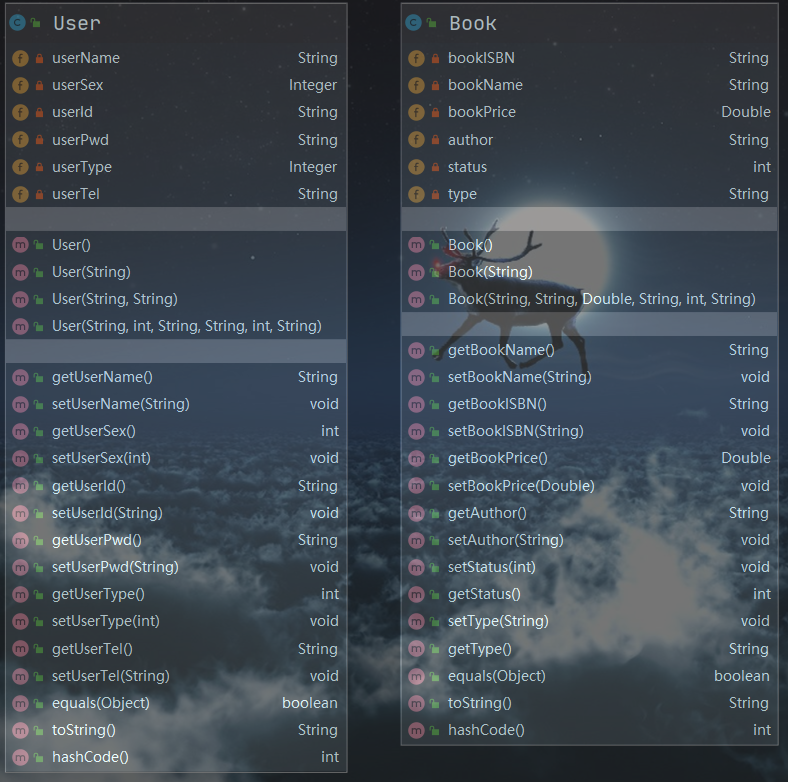 User
userName String
userSex Integer
userId String
userPwd String
userType Integer
userTel String
User()
User(String)
User(String, String)
User(String, int, String, String, int, String)
getUserName() String
setUserName(String) void
getUserSex() int
setUserSex(int) void
getUserId() String
setUserId(String) void
getUserPwd() String
setUserPwd(String) void
getUserType() int
setUserType(int) void
getUserTel() String
setUserTel(String) void
equals(Object) boolean
toString() String
hashCode() int
Book
bookISBN String
bookName String
bookPrice Double
author String
status int
type String
Book()
Book(String)
Book(String, String, Double, String, int, String)
getBookName() String
setBookName(String) void
getBookISBN() String
setBookISBN(String) void
getBookPrice() Double
setBookPrice(Double) void
getAuthor() String
setAuthor(String) void
setStatus(int) void
getStatus() int
setType(String) void
getType() String
equals(Object) boolean
toString() String
hashCode() int